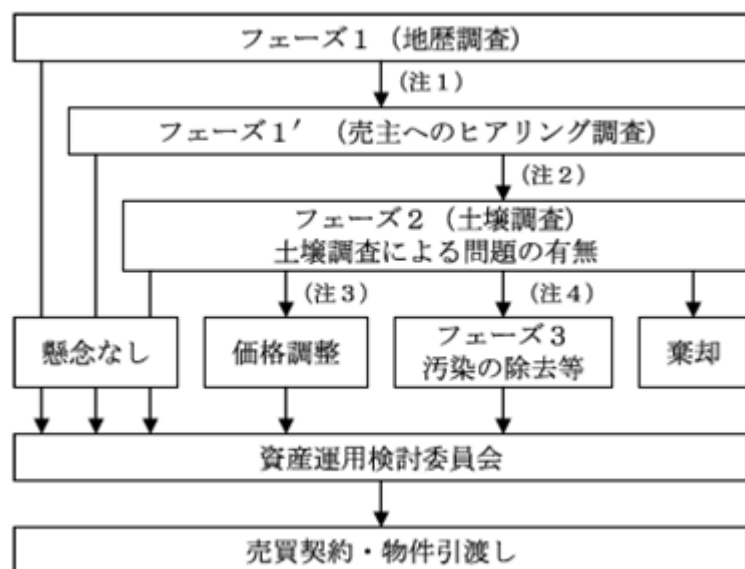 フェーズ1（地歴調査）
（注1）
フェーズ1′（売主へのヒアリング調査）
（注2）
フェーズ2（土壌調査）
土壌調査による問題の有無
（注3）
（注4）
懸念なし
価格調整
フェーズ3
汚染の除去等
棄却
資産運用検討委員会
売買契約・物件引渡し